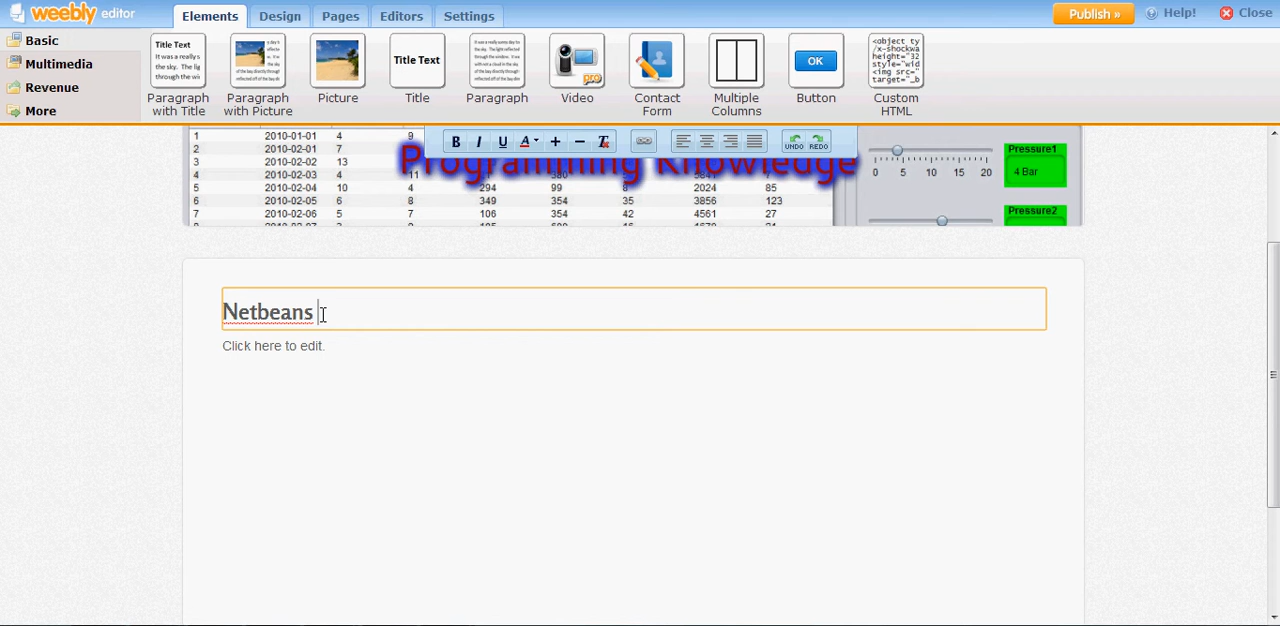 weebly editor
Elements Design Pages Editors Settings
Publish » Help! Close
Basic
Multimedia
Revenue
More
Title Text
Title Text
OK
pro
Paragraph with Title
Paragraph with Picture
Picture
Title
Paragraph
Video
Contact Form
Multiple Columns
Button
Custom HTML
B I U A + − T
UNDO REDO
Programming Knowledge
1 2010-01-01 4 9
2 2010-02-01 7
3 2010-02-02 13
4 2010-02-03 4 11
5 2010-02-04 10 4 294 99 8 2024 85
6 2010-02-05 6 8 349 354 35 3856 123
7 2010-02-06 7 7 106 354 42 4561 27
0 5 10 15 20
Pressure1
4 Bar
Pressure2
Netbeans
Click here to edit.